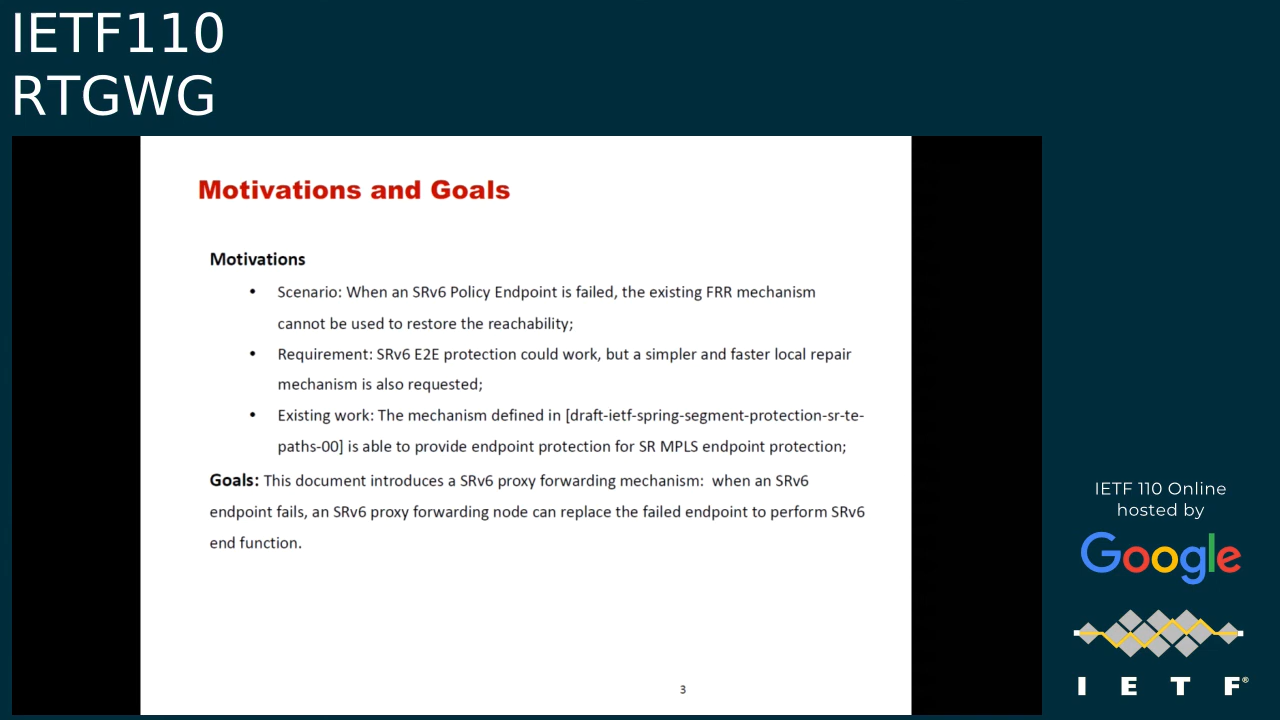 IETF110
RTGWG
Motivations and Goals
Motivations
• Scenario: When an SRv6 Policy Endpoint is failed, the existing FRR mechanism
cannot be used to restore the reachability;
• Requirement: SRv6 E2E protection could work, but a simpler and faster local repair
mechanism is also requested;
• Existing work: The mechanism defined in [draft-ietf-spring-segment-protection-sr-te-
paths-00] is able to provide endpoint protection for SR MPLS endpoint protection;
Goals: This document introduces a SRv6 proxy forwarding mechanism: when an SRv6
endpoint fails, an SRv6 proxy forwarding node can replace the failed endpoint to perform SRv6
end function.
3
IETF 110 Online
hosted by
Google
I E T F®